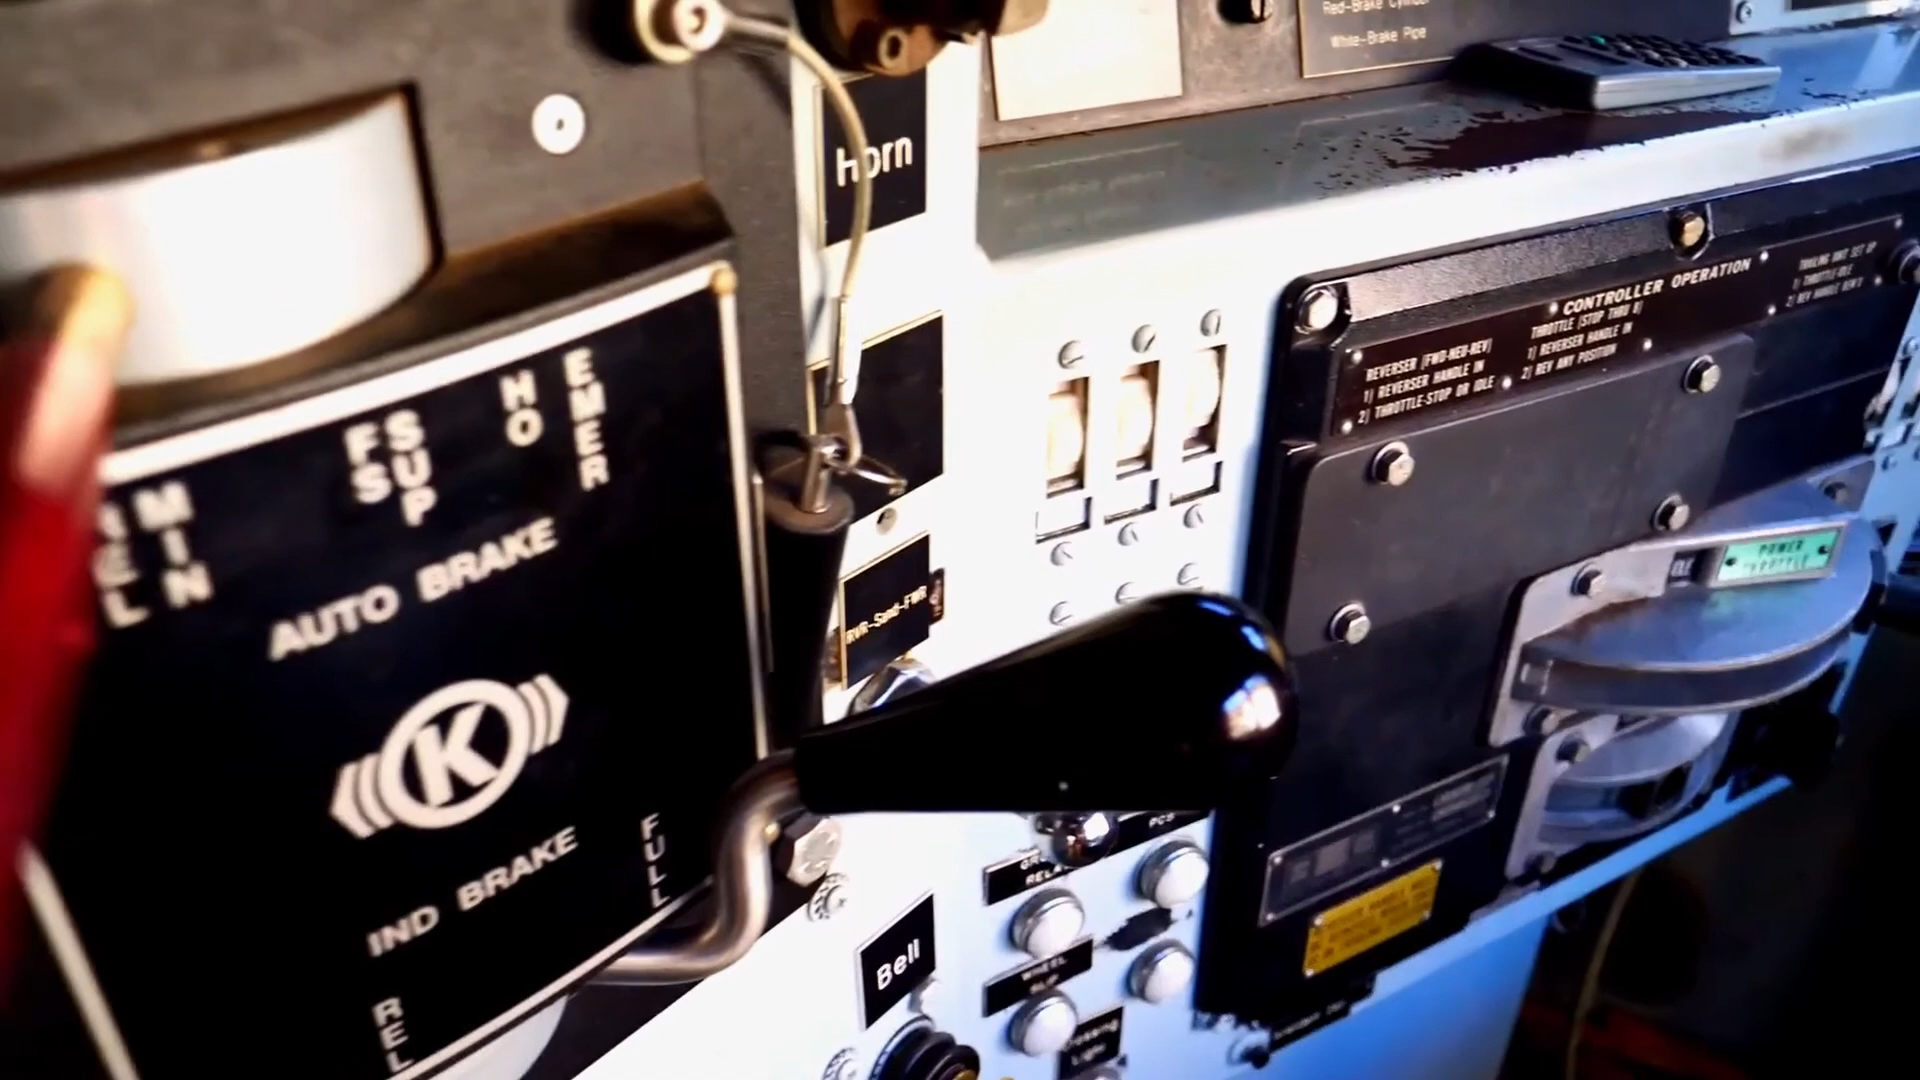 Red-Brake Cylinder
White-Brake Pipe
Horn
CONTROLLER OPERATION
REVERSER (FWD-NEU-REV)
1) REVERSER HANDLE IN
2) THROTTLE-STOP OR IDLE
THROTTLE (STOP THRU 8)
1) REVERSER HANDLE IN
2) REV ANY POSITION
TRAILING UNIT SET UP
1) THROTTLE-IDLE
2) REV HANDLE REM'D
REL
MIN
FS
SUP
HO
EMER
AUTO BRAKE
K
IND BRAKE
FULL
REL
RVR-Sand-FWR
IDLE
POWER
THROTTLE
PCS
Bell
WHEEL
SLIP
Light